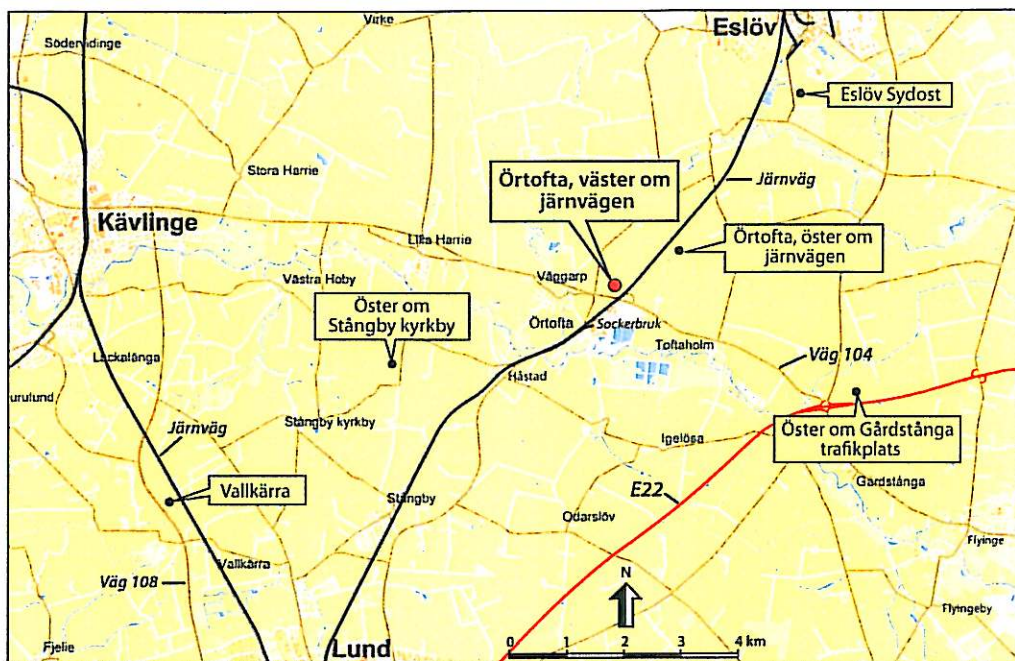 Virke
Eslöv
Södervidinge
Eslöv Sydost
Stora Harrie
Örtofta, väster om
järnvägen
Järnväg
Kävlinge
Lilla Harrie
Örtofta, öster om
järnvägen
Västra Hoby
Väggarp
Öster om
Stångby kyrkby
Örtofta
Sockerbruk
Toftaholm
Väg 104
Lackalänga
Håstad
urulund
Järnväg
Stångby kyrkby
Igelösa
Öster om Gårdstånga
trafikplats
Vallkärra
Stångby
E22
Gårdstånga
Odarslöv
Flyinge
Vallkärra
Väg 108
N
Flyingeby
Fjelie
Lund
0 1 2 3 4 km